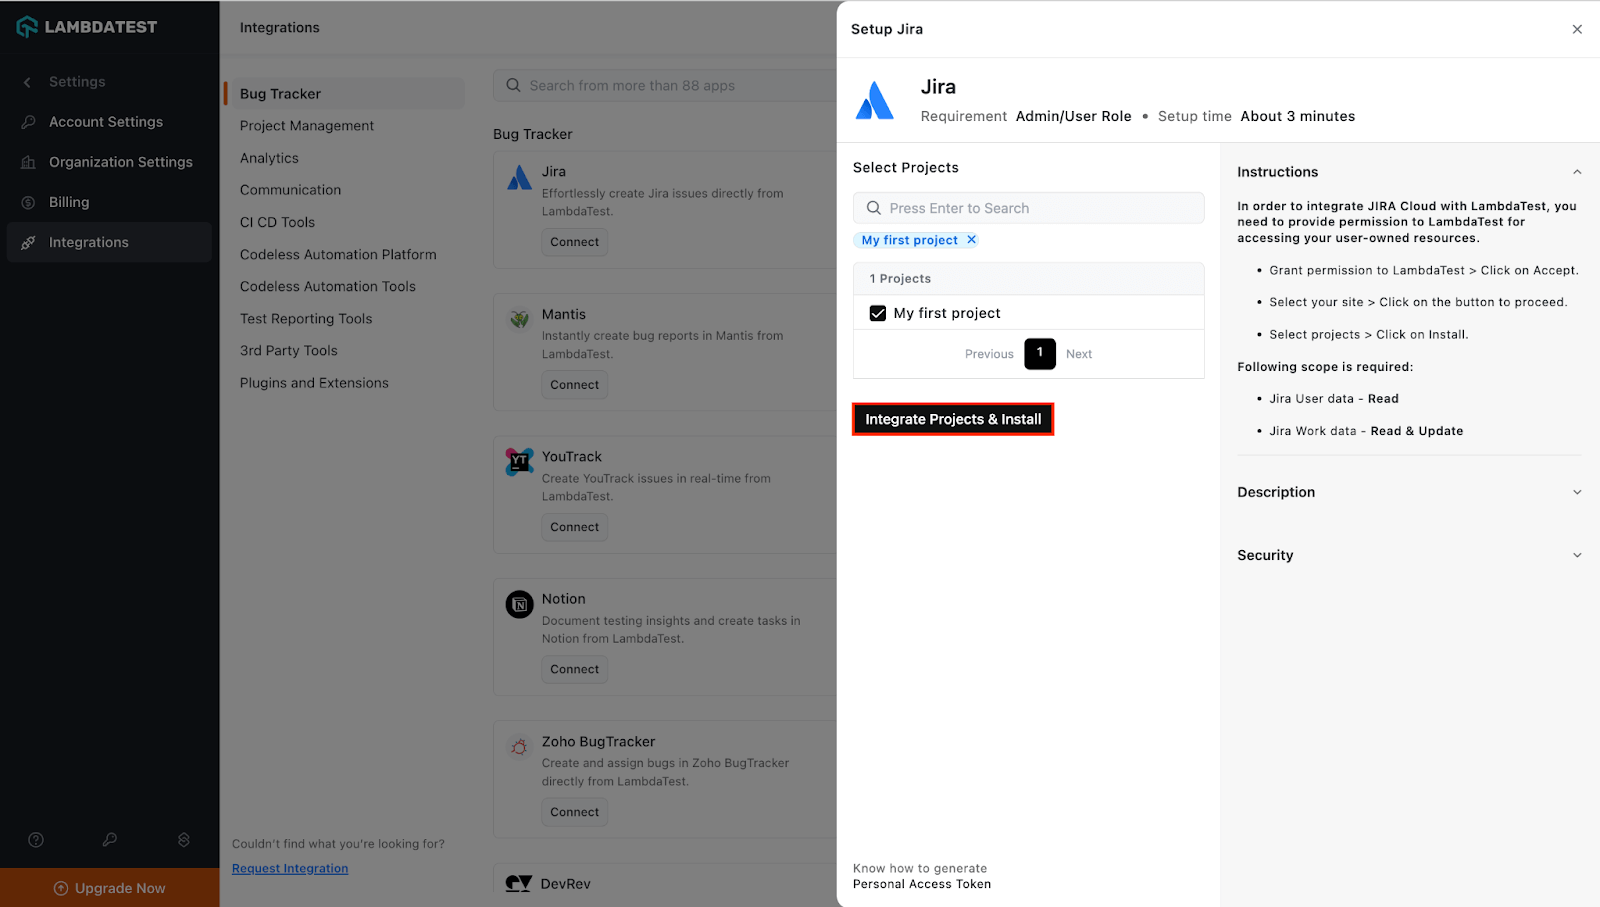 LAMBDATEST
Settings
Account Settings
Organization Settings
Billing
Integrations
Upgrade Now
Integrations
Bug Tracker
Project Management
Analytics
Communication
CI CD Tools
Codeless Automation Platform
Codeless Automation Tools
Test Reporting Tools
3rd Party Tools
Plugins and Extensions
Couldn't find what you're looking for?
Request Integration
Search from more than 88 apps
Bug Tracker
Jira
Effortlessly create Jira issues directly from
LambdaTest.
Connect
Mantis
Instantly create bug reports in Mantis from
LambdaTest.
Connect
YT
YouTrack
Create YouTrack issues in real-time from
LambdaTest.
Connect
N
Notion
Document testing insights and create tasks in
Notion from LambdaTest.
Connect
Zoho BugTracker
Create and assign bugs in Zoho BugTracker
directly from LambdaTest.
Connect
DevRev
Setup Jira
Jira
Requirement Admin/User Role • Setup time About 3 minutes
Select Projects
Press Enter to Search
My first project ×
1 Projects
My first project
Previous 1 Next
Integrate Projects & Install
Know how to generate
Personal Access Token
Instructions
In order to integrate JIRA Cloud with LambdaTest, you
need to provide permission to LambdaTest for
accessing your user-owned resources.
• Grant permission to LambdaTest > Click on Accept.
• Select your site > Click on the button to proceed.
• Select projects > Click on Install.
Following scope is required:
• Jira User data - Read
• Jira Work data - Read & Update
Description
Security